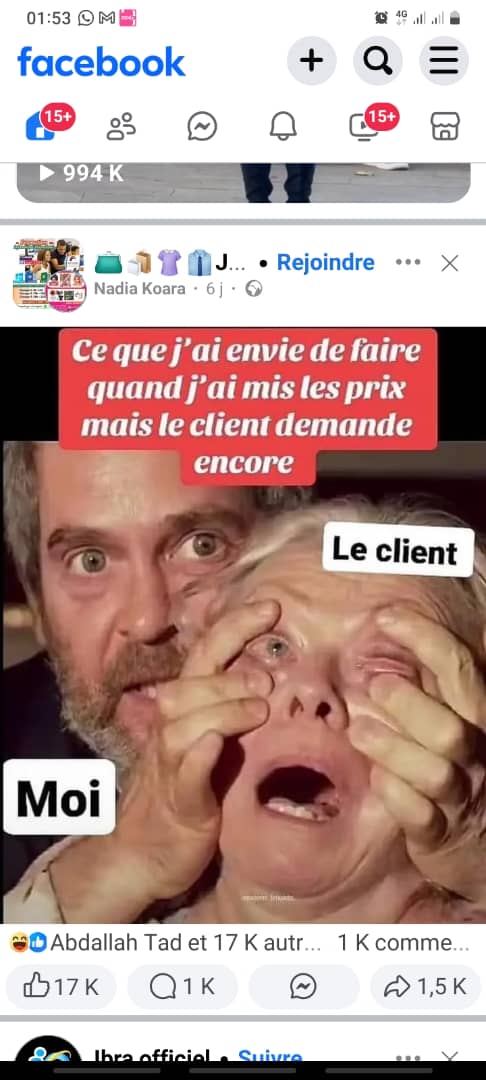 01:53
4G
facebook
15+
15+
994 K
J... • Rejoindre
Nadia Koara · 6 j ·
Ce que j'ai envie de faire
quand j'ai mis les prix
mais le client demande
encore
Le client
Moi
Abdallah Tad et 17 K autr... 1 K comme...
17 K
1 K
1,5 K
Ibra officiel • Suivre